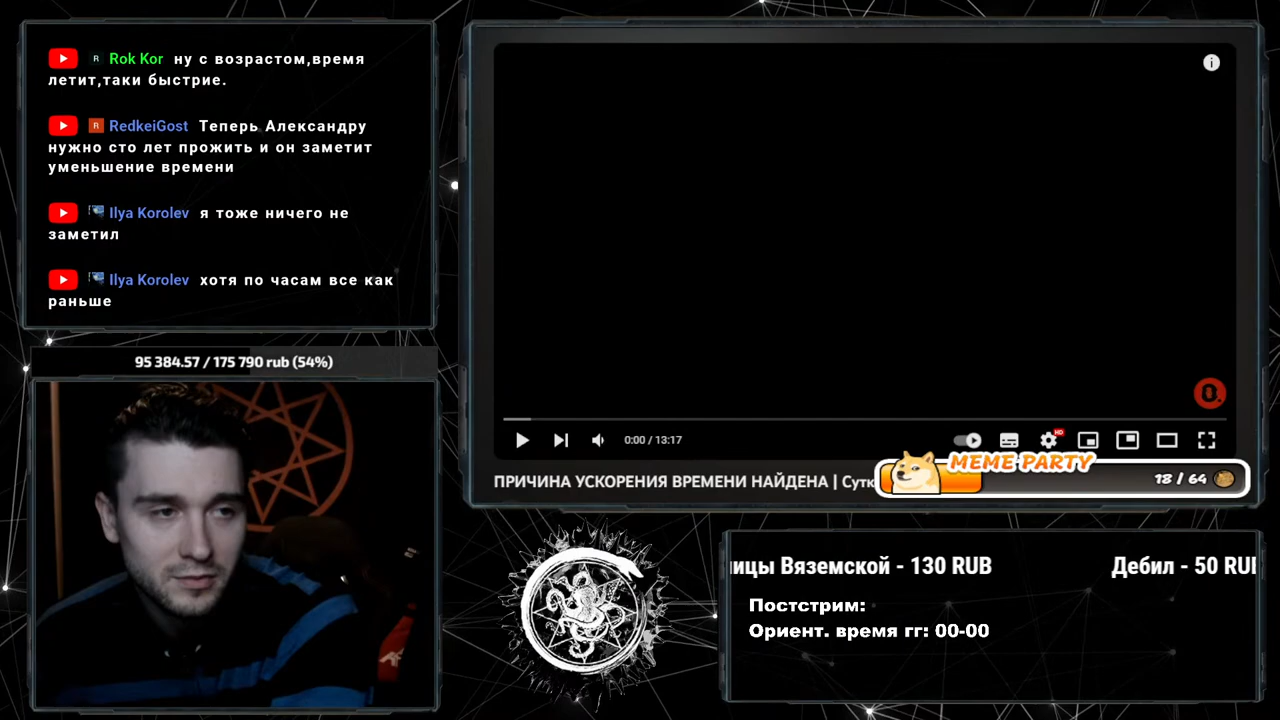 Rok Kor ну с возрастом,время
летит,таки быстрие.
RedkeiGost Теперь Александру
нужно сто лет прожить и он заметит
уменьшение времени
Ilya Korolev я тоже ничего не
заметил
Ilya Korolev хотя по часам все как
раньше
95 384.57 / 175 790 rub (54%)
0:00 / 13:17
HD
ПРИЧИНА УСКОРЕНИЯ ВРЕМЕНИ НАЙДЕНА | Сутк
MEME PARTY
18 / 64
Вяземской - 130 RUB
Дебил - 50 RUB
Постстрим:
Ориент. время гг: 00-00